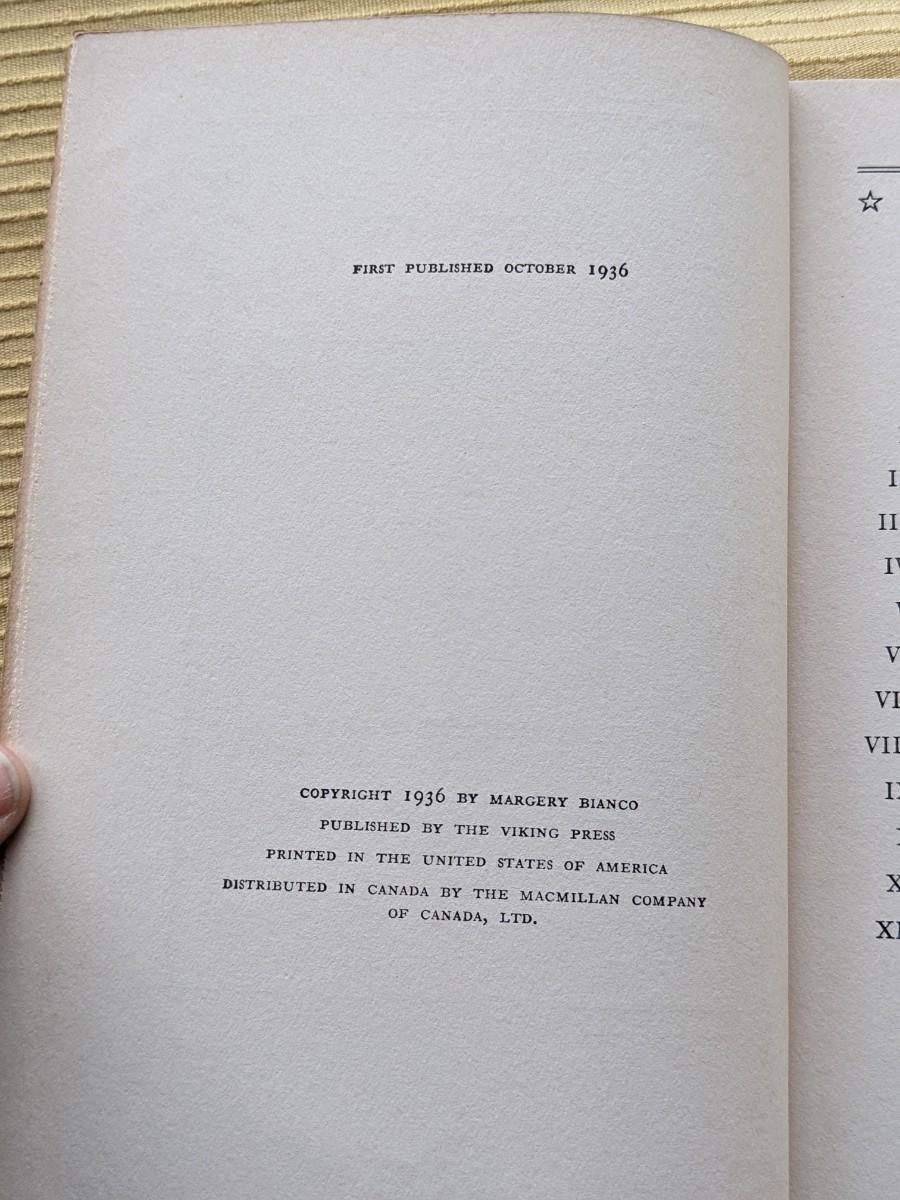 FIRST PUBLISHED OCTOBER 1936
COPYRIGHT 1936 BY MARGERY BIANCO
PUBLISHED BY THE VIKING PRESS
PRINTED IN THE UNITED STATES OF AMERICA
DISTRIBUTED IN CANADA BY THE MACMILLAN COMPANY
OF CANADA, LTD.